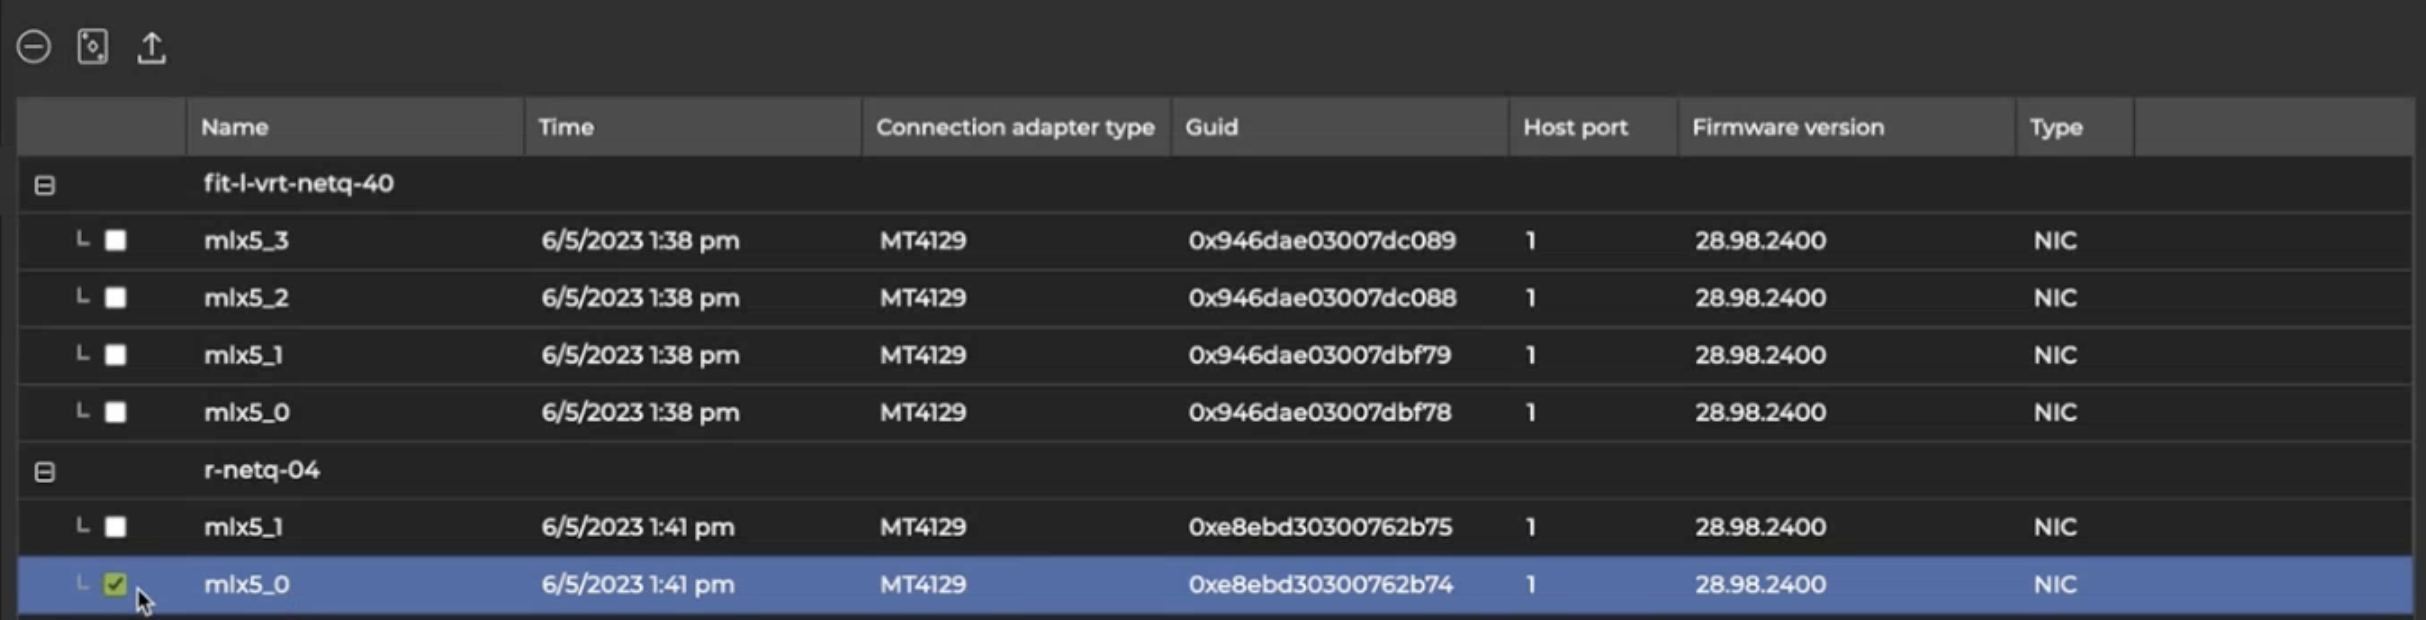 Name Time Connection adapter type Guid Host port Firmware version Type
fit-l-vrt-netq-40
mlx5_3 6/5/2023 1:38 pm MT4129 0x946dae03007dc089 1 28.98.2400 NIC
mlx5_2 6/5/2023 1:38 pm MT4129 0x946dae03007dc088 1 28.98.2400 NIC
mlx5_1 6/5/2023 1:38 pm MT4129 0x946dae03007dbf79 1 28.98.2400 NIC
mlx5_0 6/5/2023 1:38 pm MT4129 0x946dae03007dbf78 1 28.98.2400 NIC
r-netq-04
mlx5_1 6/5/2023 1:41 pm MT4129 0xe8ebd30300762b75 1 28.98.2400 NIC
mlx5_0 6/5/2023 1:41 pm MT4129 0xe8ebd30300762b74 1 28.98.2400 NIC